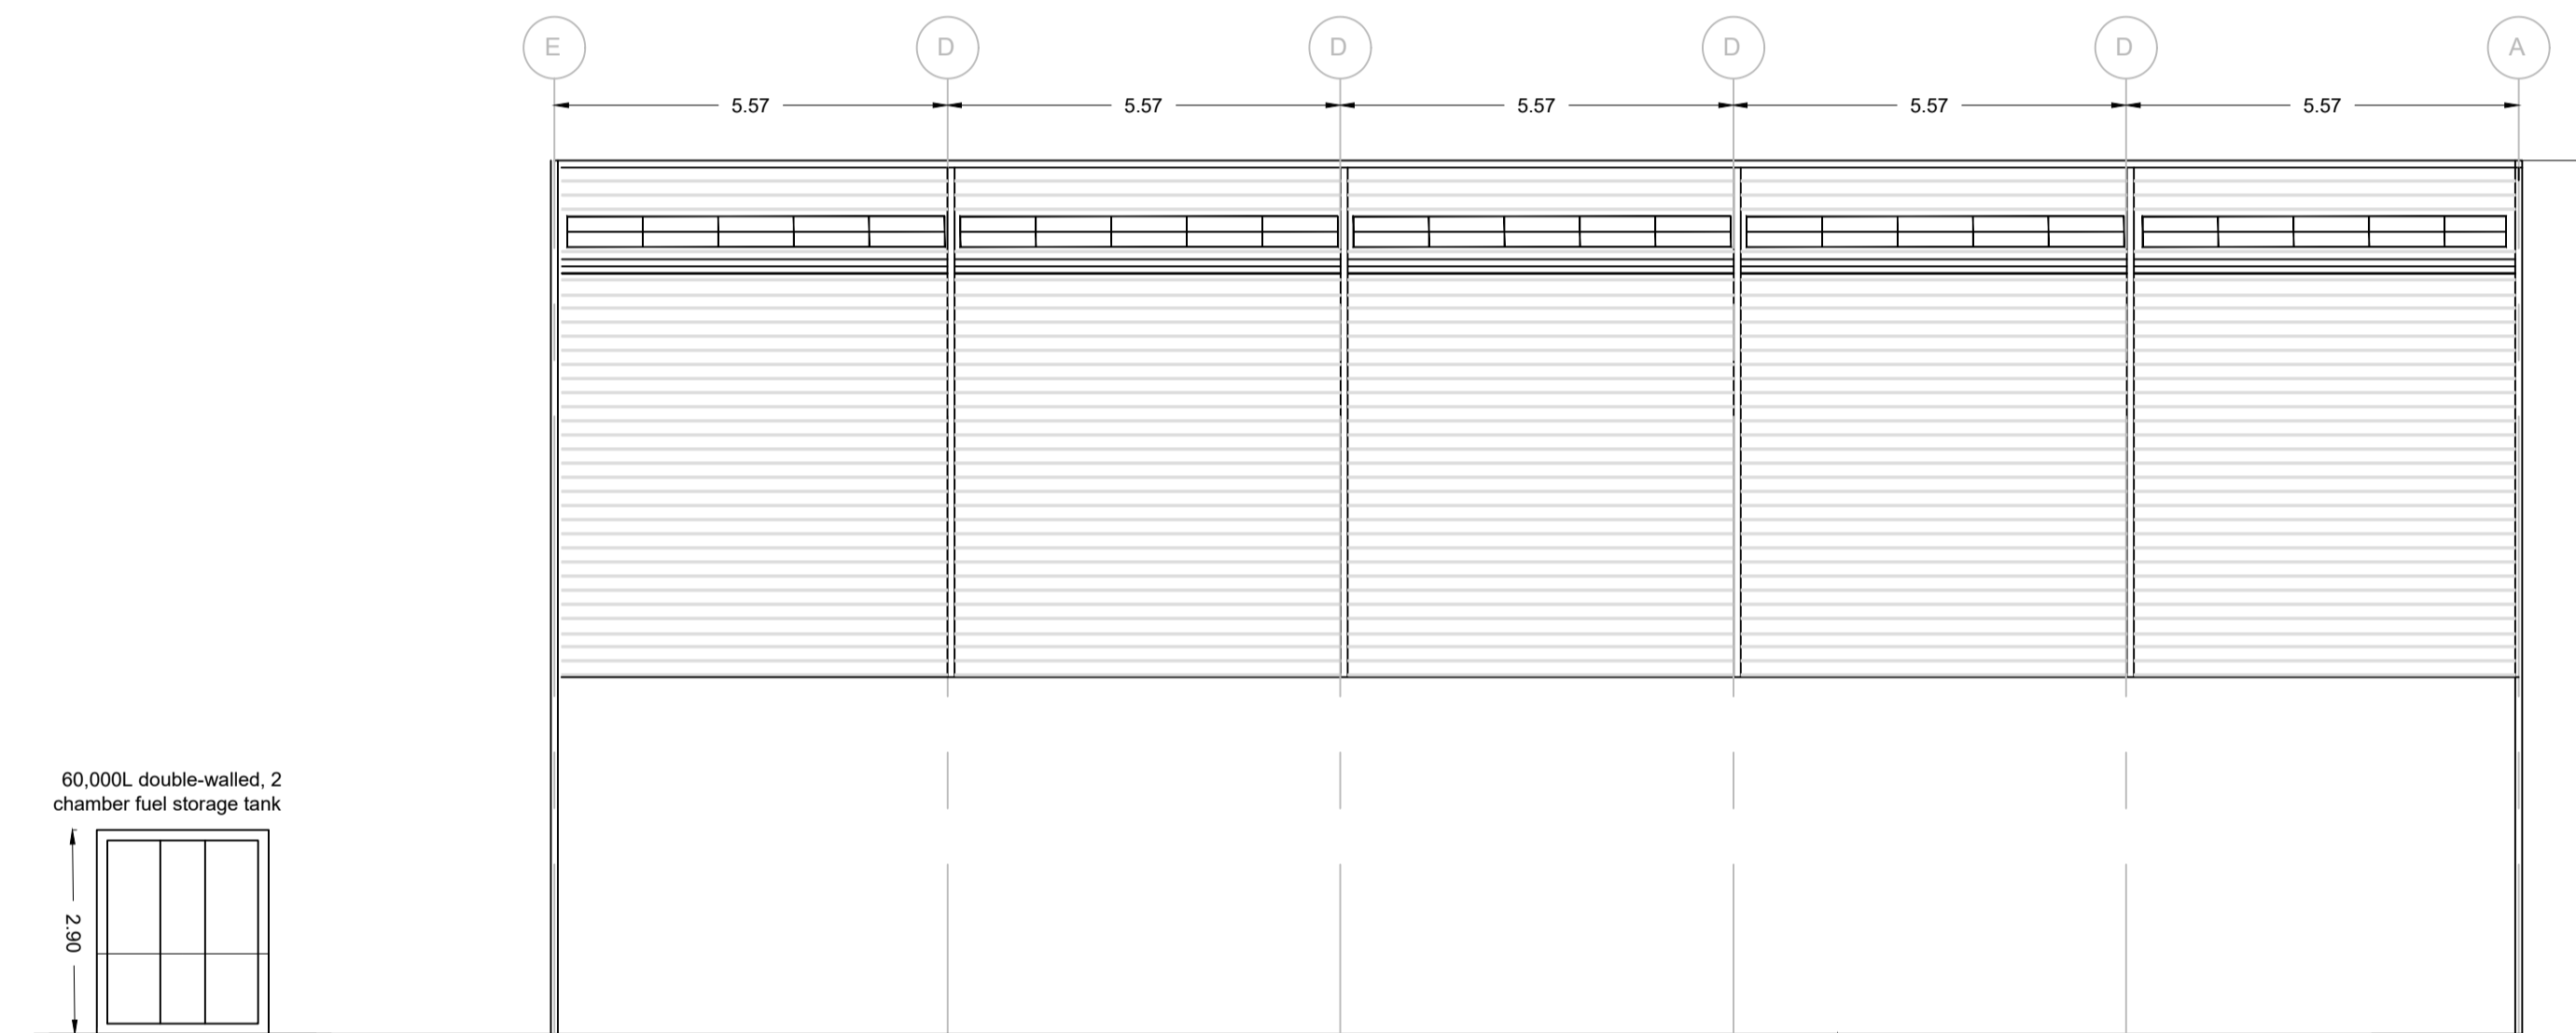 E
D
D
D
D
A
5.57
5.57
5.57
5.57
5.57
60,000L double-walled, 2
chamber fuel storage tank
2.90